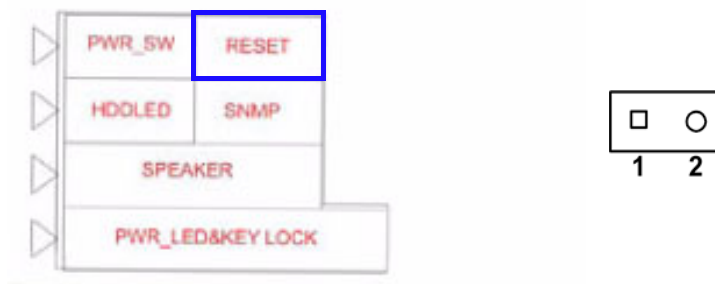 PWR_SW RESET
HDDLED SNMP
SPEAKER
PWR_LED&KEY LOCK
1 2